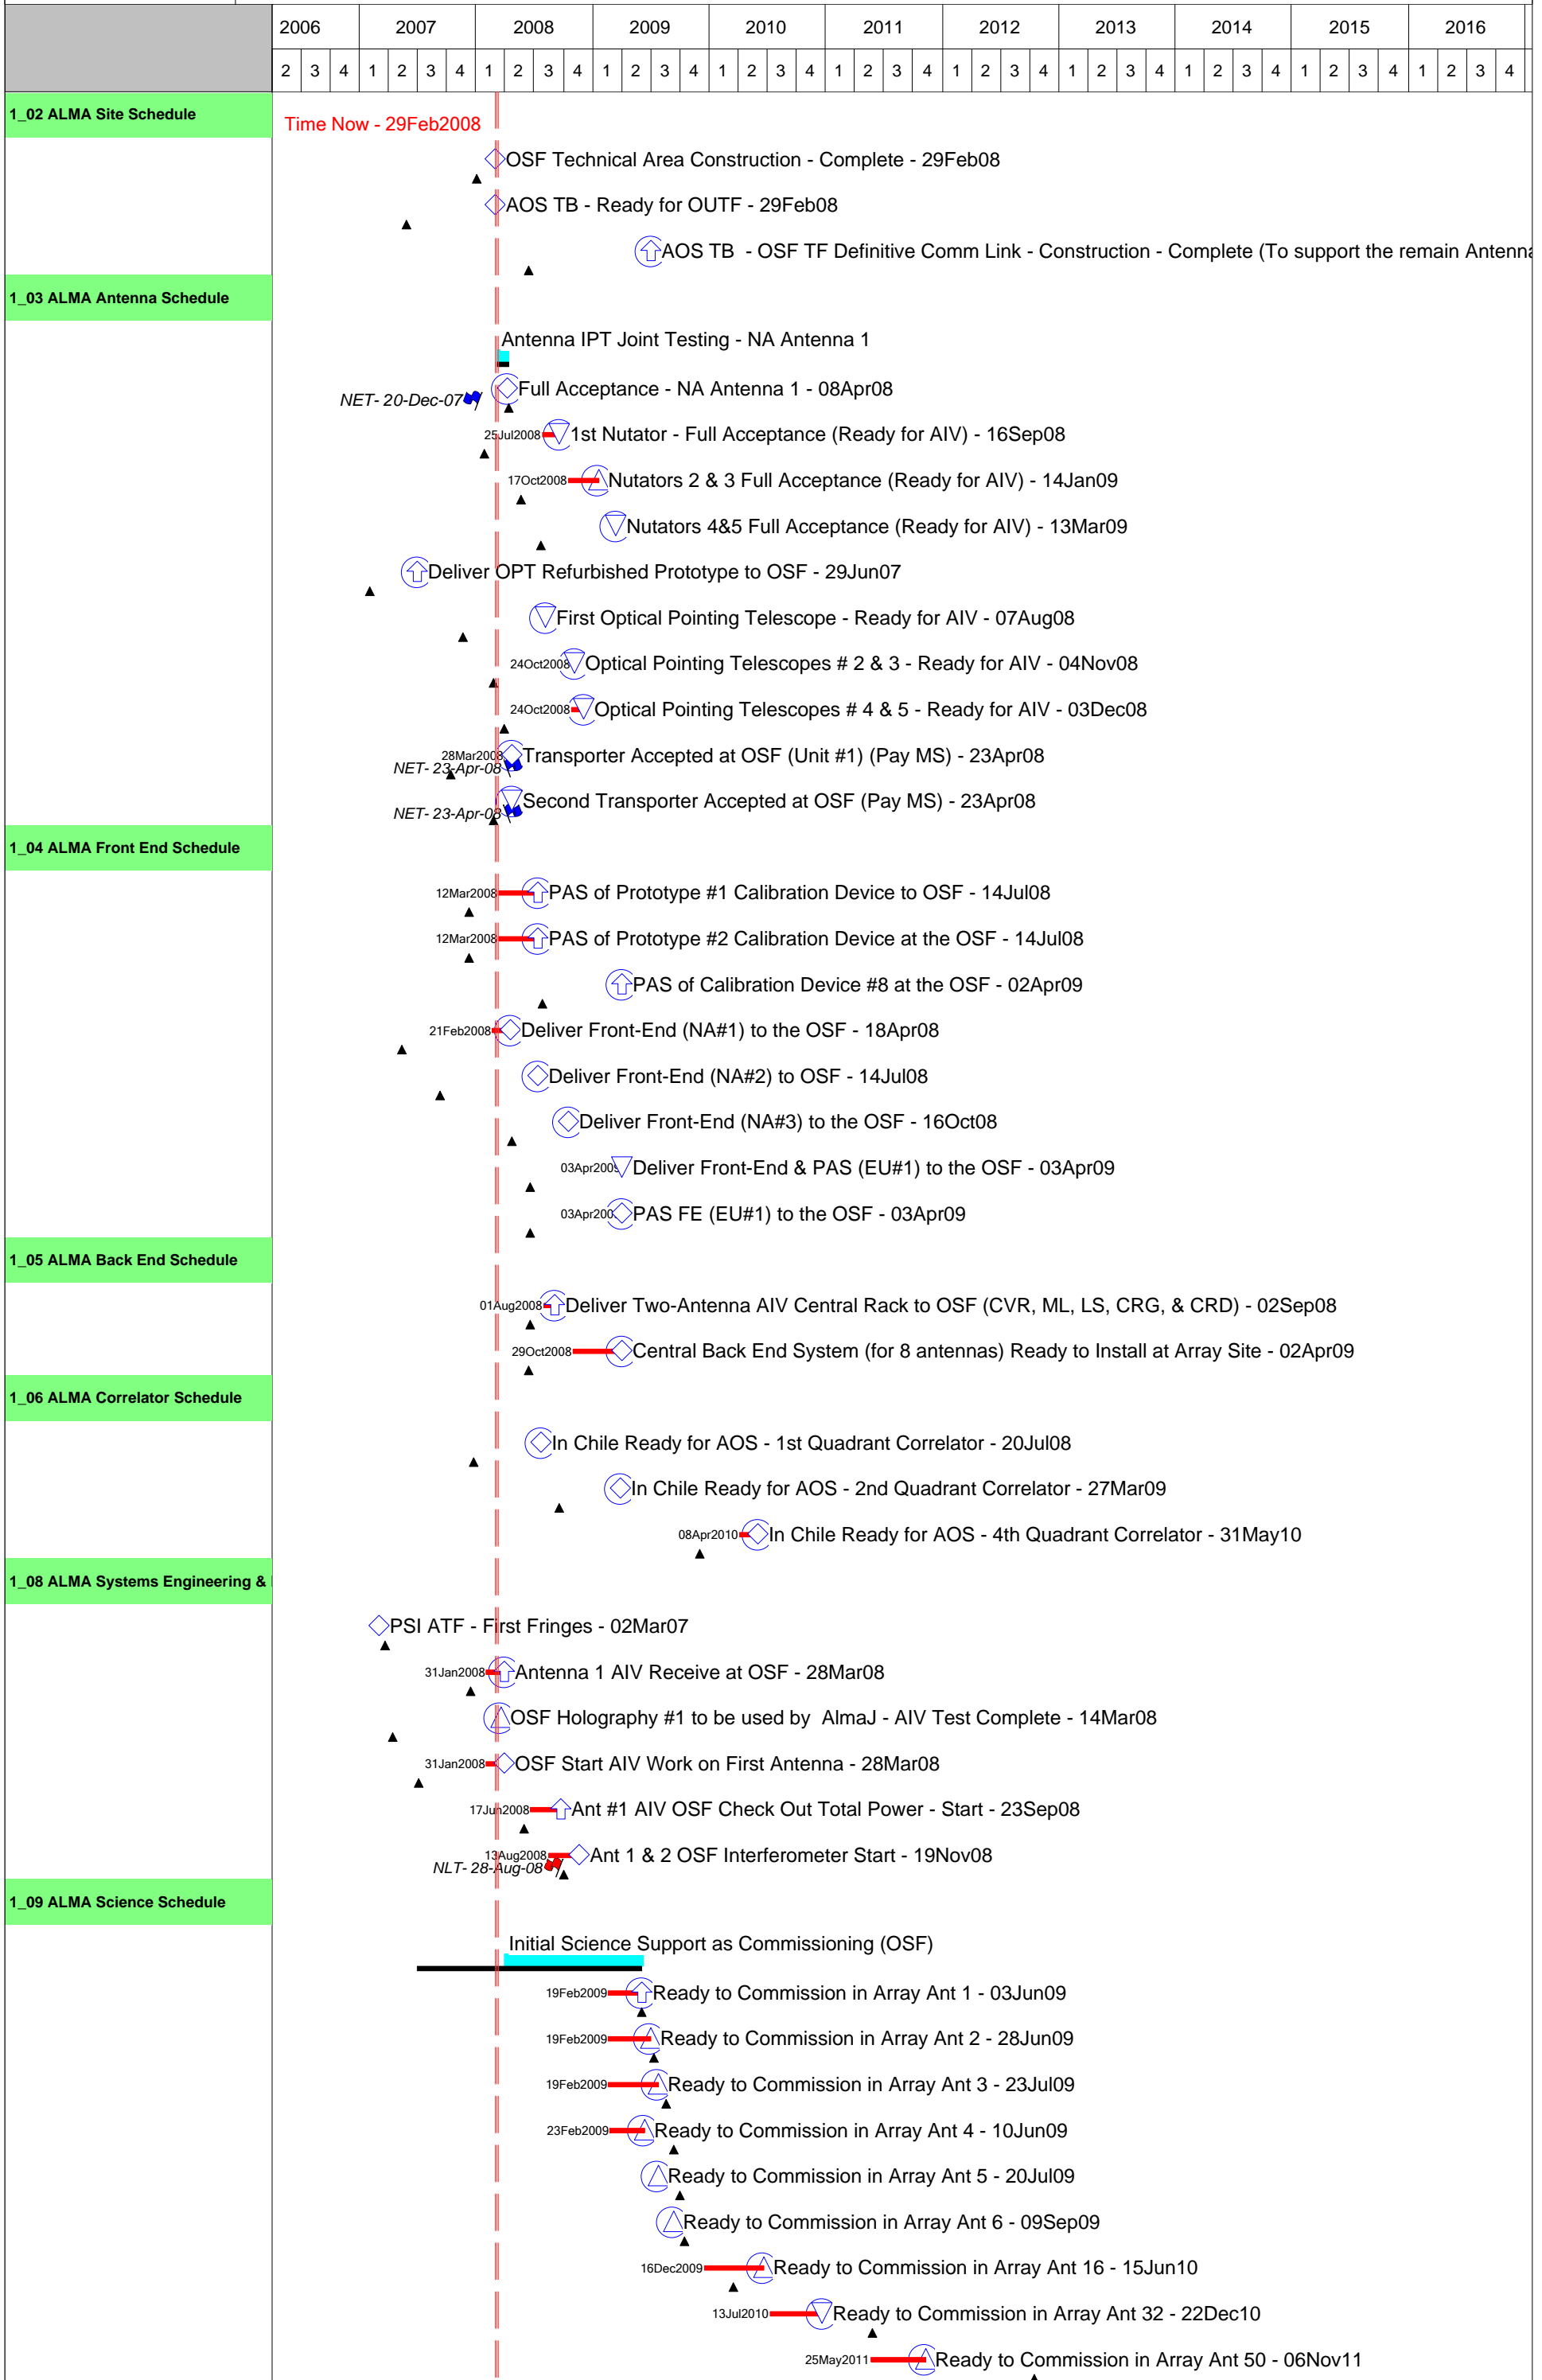 2006 2007 2008 2009 2010 2011 2012 2013 2014 2015 2016
2 3 4 1 2 3 4 1 2 3 4 1 2 3 4 1 2 3 4 1 2 3 4 1 2 3 4 1 2 3 4 1 2 3 4 1 2 3 4 1 2 3 4
1_02 ALMA Site Schedule
Time Now - 29Feb2008
OSF Technical Area Construction - Complete - 29Feb08
AOS TB - Ready for OUTF - 29Feb08
AOS TB - OSF TF Definitive Comm Link - Construction - Complete (To support the remain Antenna
1_03 ALMA Antenna Schedule
Antenna IPT Joint Testing - NA Antenna 1
NET- 20-Dec-07 Full Acceptance - NA Antenna 1 - 08Apr08
25Jul2008 1st Nutator - Full Acceptance (Ready for AIV) - 16Sep08
17Oct2008 Nutators 2 & 3 Full Acceptance (Ready for AIV) - 14Jan09
Nutators 4&5 Full Acceptance (Ready for AIV) - 13Mar09
Deliver OPT Refurbished Prototype to OSF - 29Jun07
First Optical Pointing Telescope - Ready for AIV - 07Aug08
24Oct2008 Optical Pointing Telescopes # 2 & 3 - Ready for AIV - 04Nov08
24Oct2008 Optical Pointing Telescopes # 4 & 5 - Ready for AIV - 03Dec08
28Mar2008 Transporter Accepted at OSF (Unit #1) (Pay MS) - 23Apr08
NET- 23-Apr-08
Second Transporter Accepted at OSF (Pay MS) - 23Apr08
NET- 23-Apr-08
1_04 ALMA Front End Schedule
12Mar2008 PAS of Prototype #1 Calibration Device to OSF - 14Jul08
12Mar2008 PAS of Prototype #2 Calibration Device at the OSF - 14Jul08
PAS of Calibration Device #8 at the OSF - 02Apr09
21Feb2008 Deliver Front-End (NA#1) to the OSF - 18Apr08
Deliver Front-End (NA#2) to OSF - 14Jul08
Deliver Front-End (NA#3) to the OSF - 16Oct08
03Apr2009 Deliver Front-End & PAS (EU#1) to the OSF - 03Apr09
03Apr200 PAS FE (EU#1) to the OSF - 03Apr09
1_05 ALMA Back End Schedule
01Aug2008 Deliver Two-Antenna AIV Central Rack to OSF (CVR, ML, LS, CRG, & CRD) - 02Sep08
29Oct2008 Central Back End System (for 8 antennas) Ready to Install at Array Site - 02Apr09
1_06 ALMA Correlator Schedule
In Chile Ready for AOS - 1st Quadrant Correlator - 20Jul08
In Chile Ready for AOS - 2nd Quadrant Correlator - 27Mar09
08Apr2010 In Chile Ready for AOS - 4th Quadrant Correlator - 31May10
1_08 ALMA Systems Engineering &
PSI ATF - First Fringes - 02Mar07
31Jan2008 Antenna 1 AIV Receive at OSF - 28Mar08
OSF Holography #1 to be used by AlmaJ - AIV Test Complete - 14Mar08
31Jan2008 OSF Start AIV Work on First Antenna - 28Mar08
17Jun2008 Ant #1 AIV OSF Check Out Total Power - Start - 23Sep08
13Aug2008 Ant 1 & 2 OSF Interferometer Start - 19Nov08
NLT- 28-Aug-08
1_09 ALMA Science Schedule
Initial Science Support as Commissioning (OSF)
19Feb2009 Ready to Commission in Array Ant 1 - 03Jun09
19Feb2009 Ready to Commission in Array Ant 2 - 28Jun09
19Feb2009 Ready to Commission in Array Ant 3 - 23Jul09
23Feb2009 Ready to Commission in Array Ant 4 - 10Jun09
Ready to Commission in Array Ant 5 - 20Jul09
Ready to Commission in Array Ant 6 - 09Sep09
16Dec2009 Ready to Commission in Array Ant 16 - 15Jun10
13Jul2010 Ready to Commission in Array Ant 32 - 22Dec10
25May2011 Ready to Commission in Array Ant 50 - 06Nov11